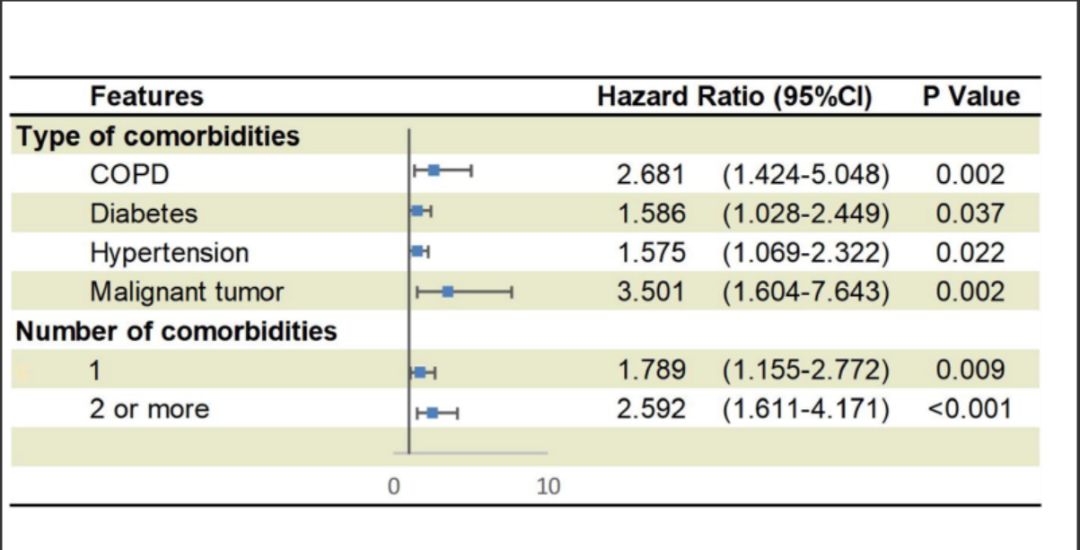 Features Hazard Ratio (95%CI) P Value
Type of comorbidities
COPD 2.681 (1.424-5.048) 0.002
Diabetes 1.586 (1.028-2.449) 0.037
Hypertension 1.575 (1.069-2.322) 0.022
Malignant tumor 3.501 (1.604-7.643) 0.002
Number of comorbidities
1 1.789 (1.155-2.772) 0.009
2 or more 2.592 (1.611-4.171) <0.001
0 10